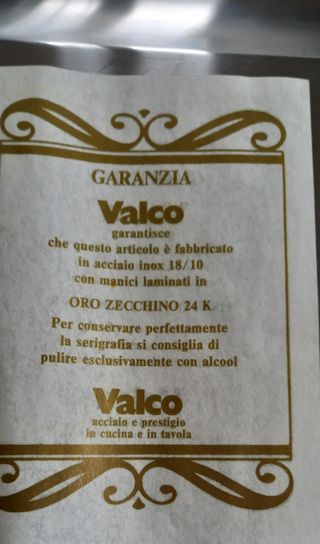 GARANZIA
Valco
garantisce
che questo articolo è fabbricato
in acciaio inox 18/10
con manici laminati in
ORO ZECCHINO 24 K
Per conservare perfettamente
la serigrafia si consiglia di
pulire esclusivamente con alcool
Valco
acciaio e prestigio
in cucina e in tavola